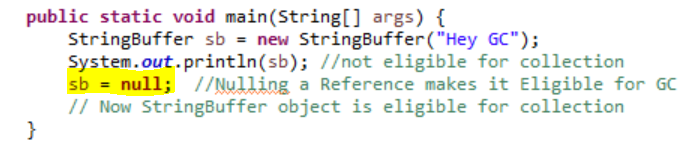 public static void main(String[] args) {
StringBuffer sb = new StringBuffer("Hey GC");
System.out.println(sb); //not eligible for collection
sb = null;  //Nulling a Reference makes it Eligible for GC
// Now StringBuffer object is eligible for collection
}